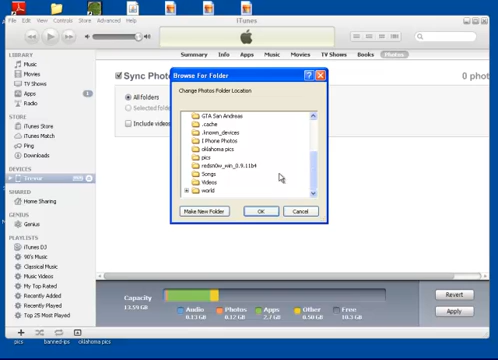 iTunes
File Edit View Controls Store Advanced Help
Summary Info Apps Music Movies TV Shows Books Photos
LIBRARY
Music
Movies
TV Shows
Apps 1
Radio
STORE
iTunes Store
iTunes Match
Ping
Downloads
DEVICES
Trevor
SHARED
Home Sharing
GENIUS
Genius
PLAYLISTS
iTunes DJ
90's Music
Classical Music
Music Videos
My Top Rated
Recently Added
Recently Played
Top 25 Most Played
Sync Photo
0 phot
All folders
Selected folde
Include videos
Browse For Folder
Change Photos Folder Location
GTA San Andreas
.cache
.known_devices
I Phone Photos
oklahoma pics
pics
redsn0w_win_0.9.11b4
Songs
Videos
world
Make New Folder OK Cancel
Capacity
13.59 GB
Audio
0.13 GB
Photos
0.12 GB
Apps
2.7 GB
Other
0.50 GB
Free
10.3 GB
Revert
Apply
pics banned-ips oklahoma pics